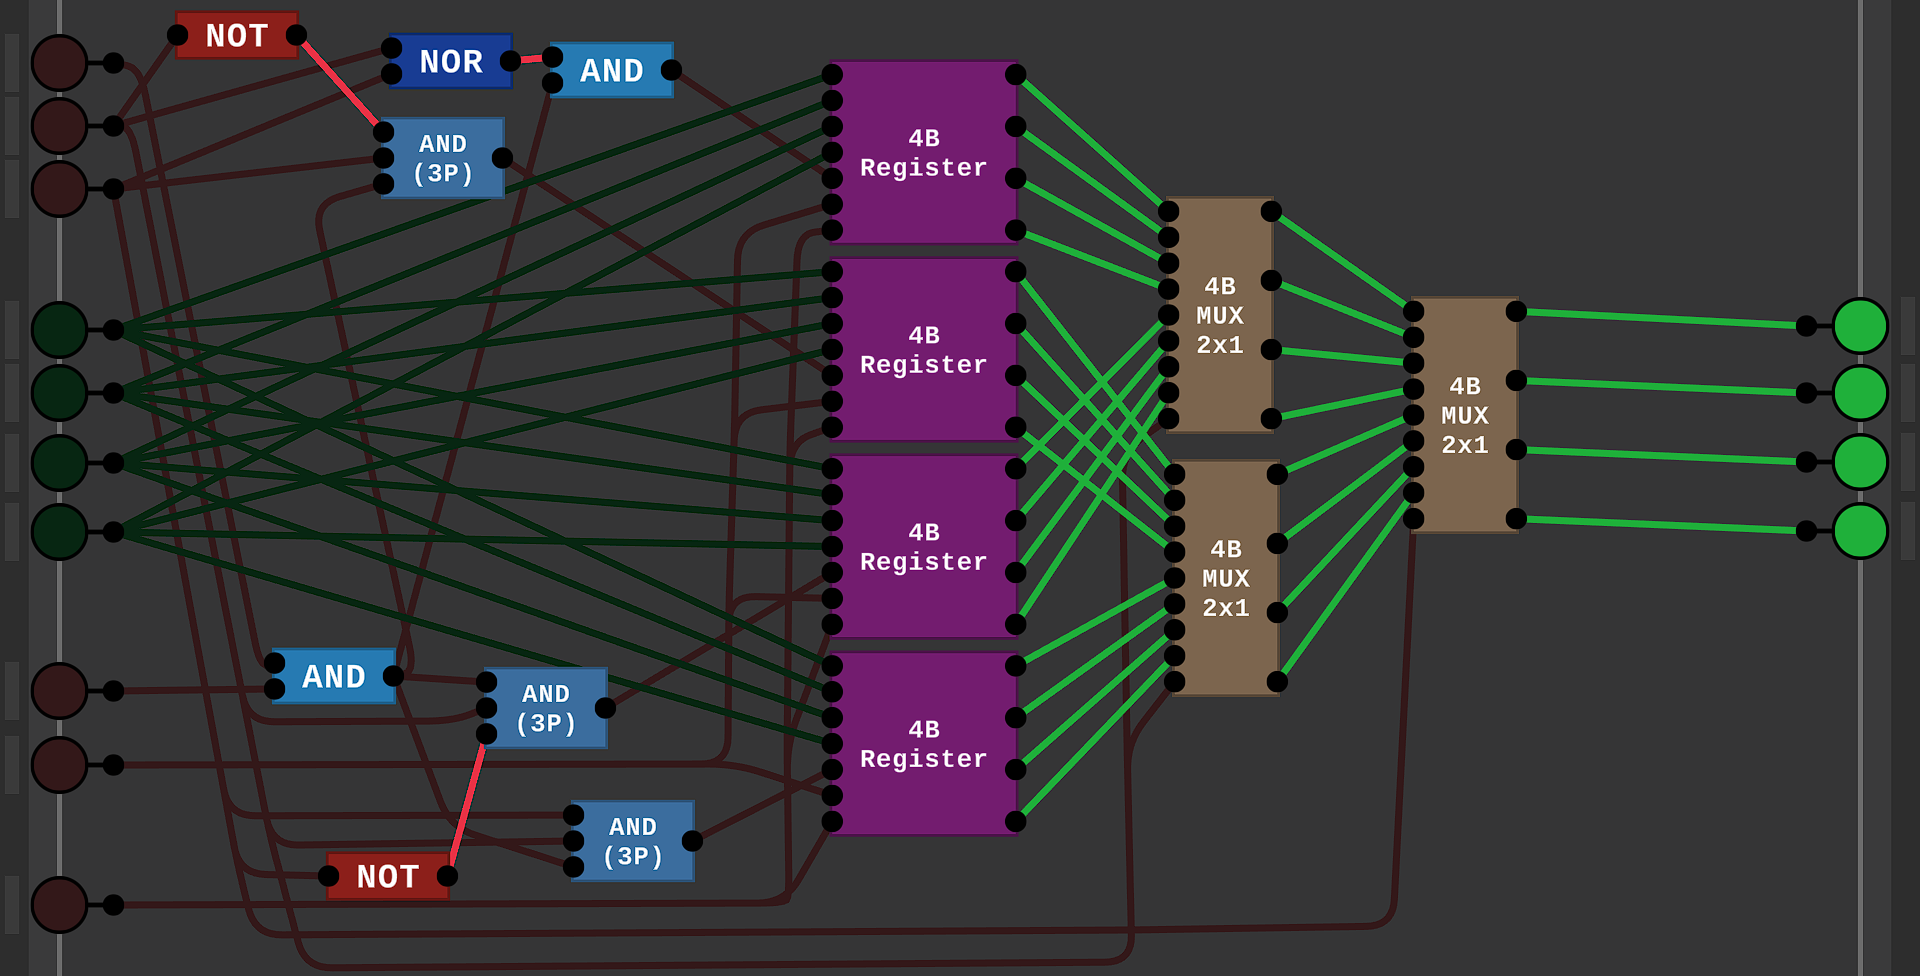 NOT
NOR
AND
AND
(3P)
4B
Register
4B
Register
4B
MUX
2x1
4B
MUX
2x1
4B
Register
4B
MUX
2x1
AND
AND
(3P)
4B
Register
AND
(3P)
NOT